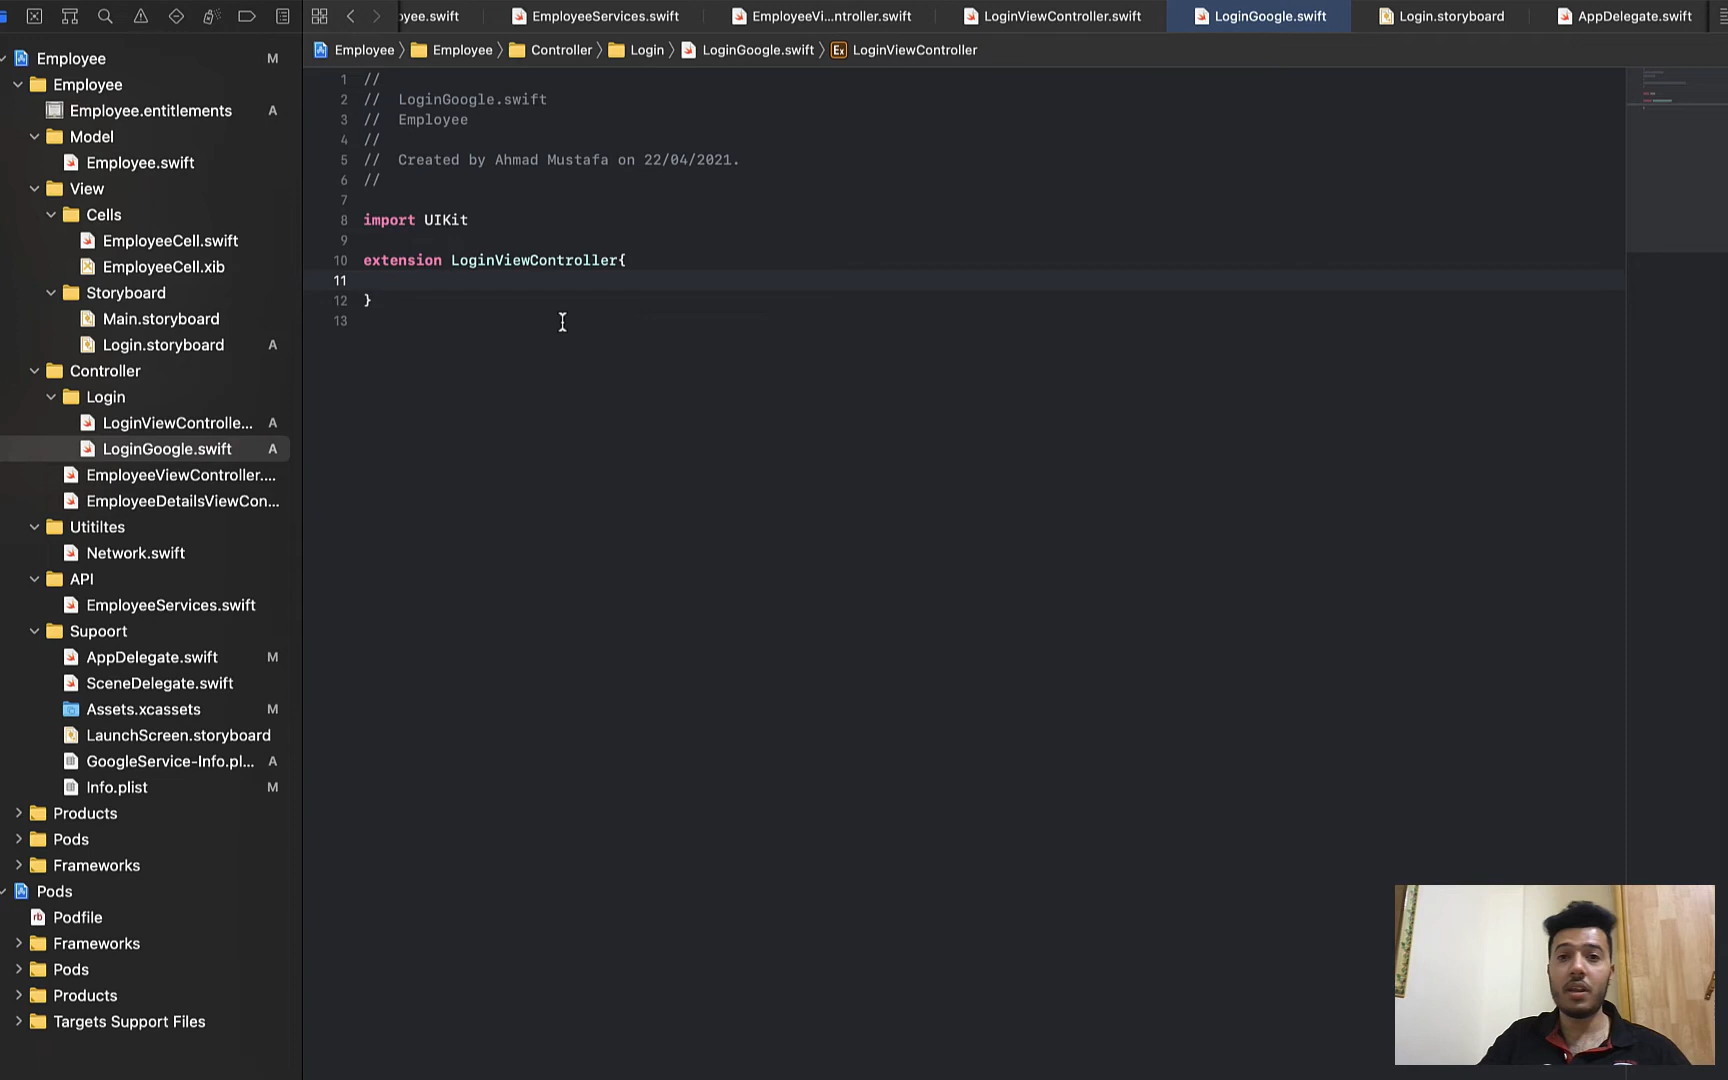 oyee.swift
EmployeeServices.swift
EmployeeVi...ntroller.swift
LoginViewController.swift
LoginGoogle.swift
Login.storyboard
AppDelegate.swift
Employee
Employee
Controller
Login
LoginGoogle.swift
Ex
LoginViewController
Employee M
Employee
Employee.entitlements A
Model
Employee.swift
View
Cells
EmployeeCell.swift
EmployeeCell.xib
Storyboard
Main.storyboard
Login.storyboard A
Controller
Login
LoginViewControlle... A
LoginGoogle.swift A
EmployeeViewController....
EmployeeDetailsViewCon...
Utitiltes
Network.swift
API
EmployeeServices.swift
Supoort
AppDelegate.swift M
SceneDelegate.swift
Assets.xcassets M
LaunchScreen.storyboard
GoogleService-Info.pl... A
Info.plist M
Products
Pods
Frameworks
Pods
rb Podfile
Frameworks
Pods
Products
Targets Support Files
1 //
2 // LoginGoogle.swift
3 // Employee
4 //
5 // Created by Ahmad Mustafa on 22/04/2021.
6 //
7
8 import UIKit
9
10 extension LoginViewController{
11
12 }
13